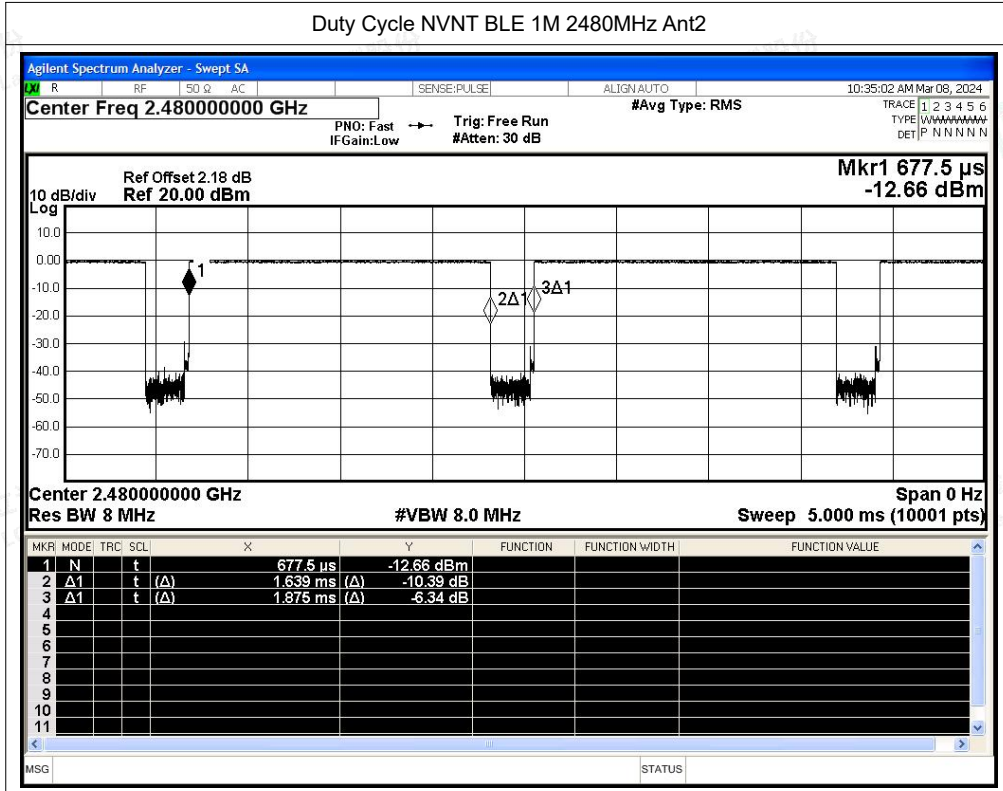 Duty Cycle NVNT BLE 1M 2480MHz Ant2
Agilent Spectrum Analyzer - Swept SA
LXI R RF 50 Ω AC SENSE:PULSE ALIGN AUTO 10:35:02 AM Mar 08, 2024
Center Freq 2.480000000 GHz #Avg Type: RMS TRACE 1 2 3 4 5 6
PNO: Fast Trig: Free Run TYPE WWWWWW
IFGain:Low #Atten: 30 dB DET P N N N N N
Mkr1 677.5 µs
Ref Offset 2.18 dB
10 dB/div Ref 20.00 dBm -12.66 dBm
Log
10.0
0.00
1
-10.0
2Δ1 3Δ1
-20.0
-30.0
-40.0
-50.0
-60.0
-70.0
Center 2.480000000 GHz Span 0 Hz
Res BW 8 MHz #VBW 8.0 MHz Sweep 5.000 ms (10001 pts)
MKR MODE TRC SCL X Y FUNCTION FUNCTION WIDTH FUNCTION VALUE
1 N t 677.5 µs -12.66 dBm
2 Δ1 t (Δ) 1.639 ms (Δ) -10.39 dB
3 Δ1 t (Δ) 1.875 ms (Δ) -6.34 dB
4
5
6
7
8
9
10
11
MSG STATUS